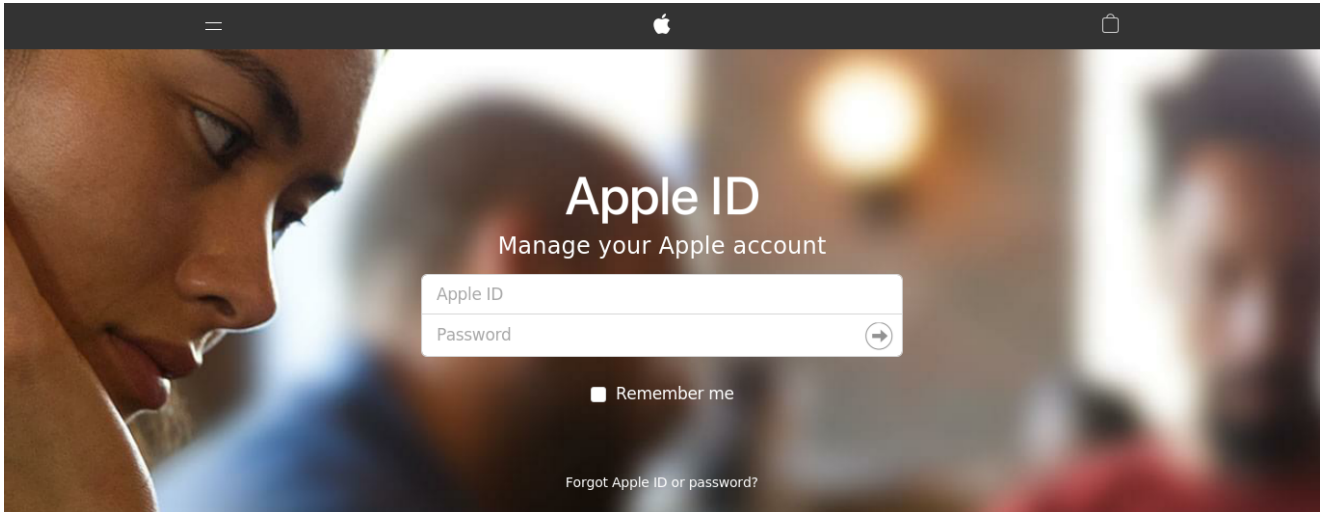 Apple ID
Manage your Apple account
Apple ID
Password
Remember me
Forgot Apple ID or password?